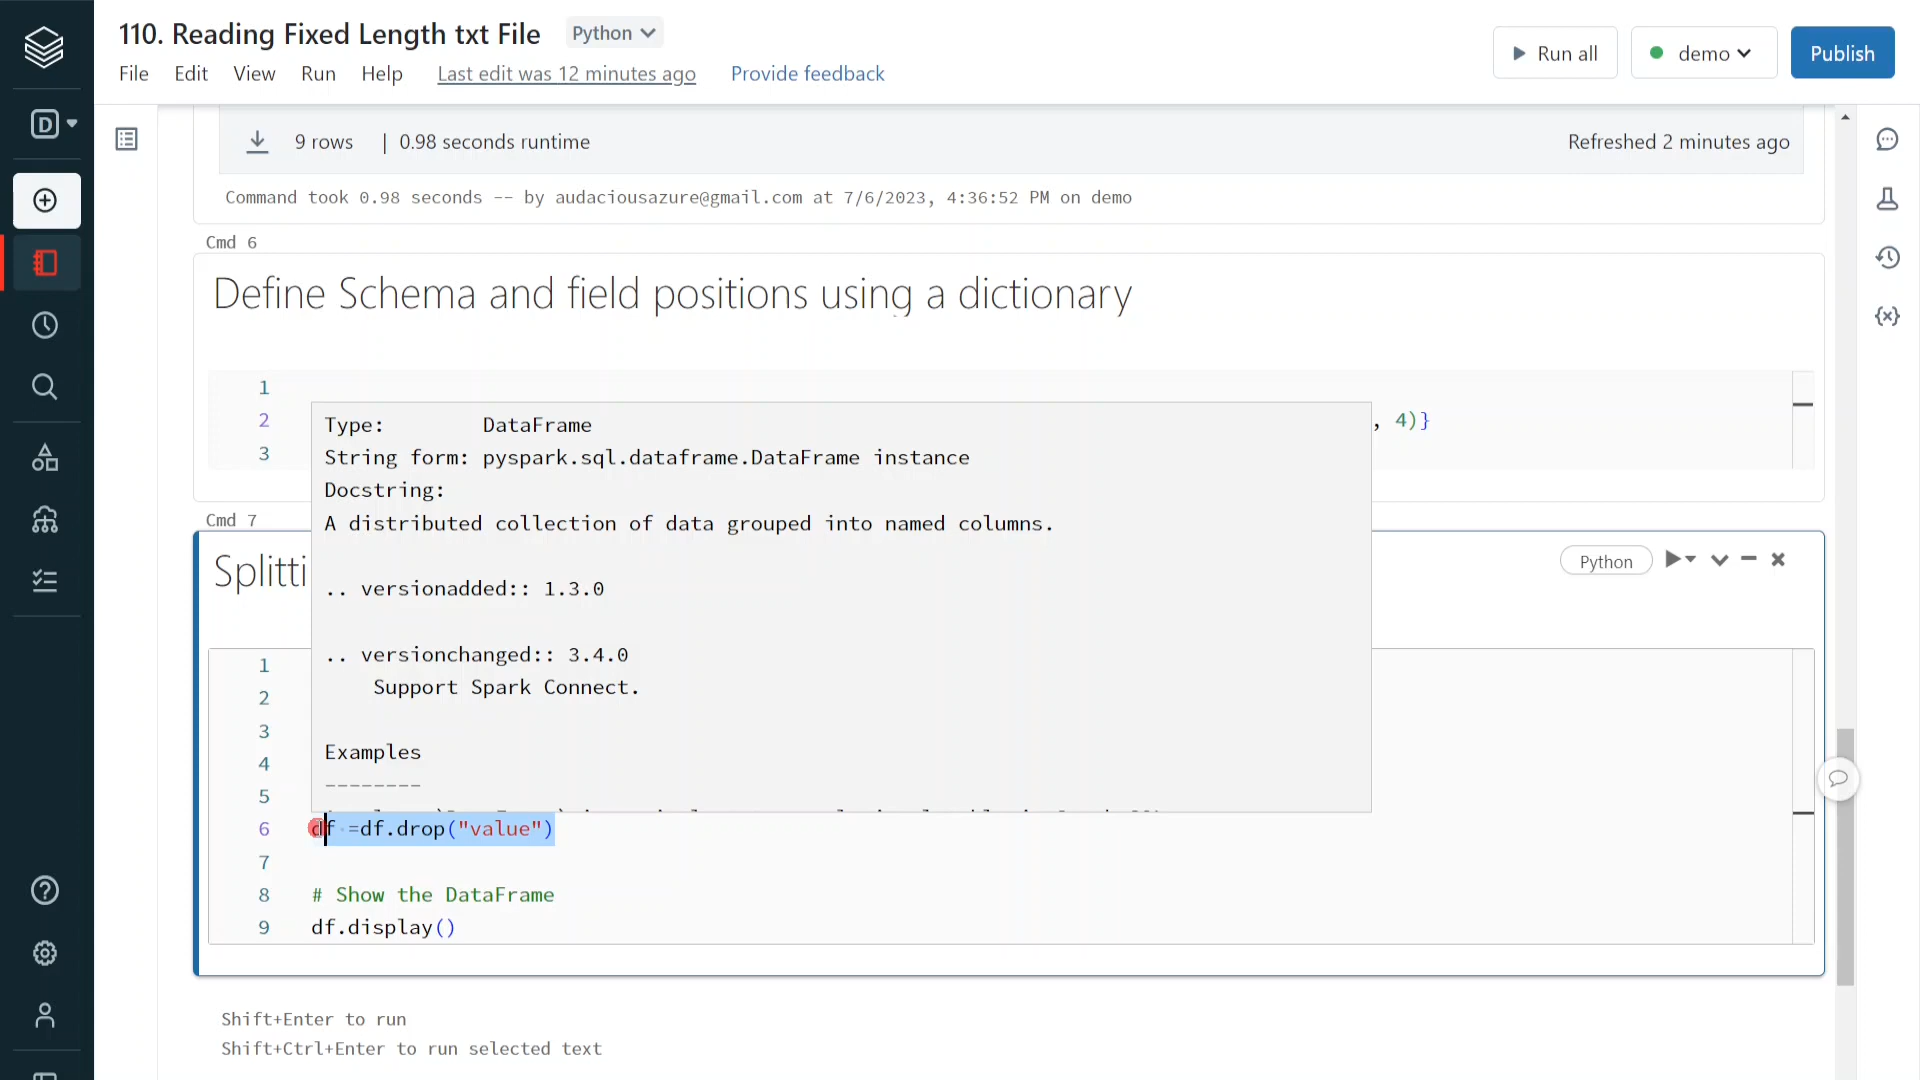 110. Reading Fixed Length txt File
Python
File Edit View Run Help Last edit was 12 minutes ago Provide feedback
Run all
demo
Publish
D
9 rows | 0.98 seconds runtime
Refreshed 2 minutes ago
Command took 0.98 seconds -- by audaciousazure@gmail.com at 7/6/2023, 4:36:52 PM on demo
Cmd 6
Define Schema and field positions using a dictionary
1
2 , 4)}
3
Type: DataFrame
String form: pyspark.sql.dataframe.DataFrame instance
Docstring:
A distributed collection of data grouped into named columns.
.. versionadded:: 1.3.0
.. versionchanged:: 3.4.0
Support Spark Connect.
Examples
--------
Cmd 7
Splitti
Python
1
2
3
4
5
6 df =df.drop("value")
7
8 # Show the DataFrame
9 df.display()
Shift+Enter to run
Shift+Ctrl+Enter to run selected text